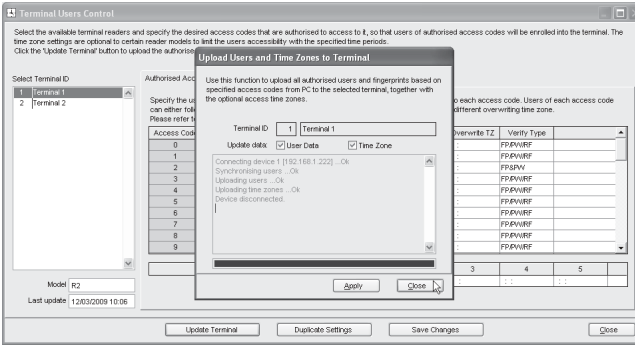 Terminal Users Control
Select the available terminal readers and specify the desired access codes that are authorised to access to it, so that users of authorised access codes will be enrolled into the terminal. The
time zone settings are optional to certain reader models to limit the users accessibility with the specified time periods.
Click the 'Update Terminal' button to upload the authorise
Select Terminal ID
1 Terminal 1
2 Terminal 2
Model R2
Last update 12/03/2009 10:06
Authorised Acc
Specify the us
can either foll
Please refer t
o each access code. Users of each access code
different overwriting time zone.
Access Code
Overwrite TZ
Verify Type
0 : FP/PW/RF
1 : FP/PW/RF
2 : FP&PW
3 : FP/PW/RF
4 : FP/PW/RF
5 : FP/PW/RF
6 : FP/PW/RF
7 : FP/PW/RF
8 : FP/PW/RF
9 : FP/PW/RF
3 4 5
: : : : :
Upload Users and Time Zones to Terminal
Use this function to upload all authorised users and fingerprints based on
specified access codes from PC to the selected terminal, together with
the optional access time zones.
Terminal ID 1 Terminal 1
Update data: User Data Time Zone
Connecting device 1 [192.168.1.222] ...Ok
Synchronising users ...Ok
Uploading users ...Ok
Uploading time zones ...Ok
Device disconnected.
Apply
Close
Update Terminal
Duplicate Settings
Save Changes
Close